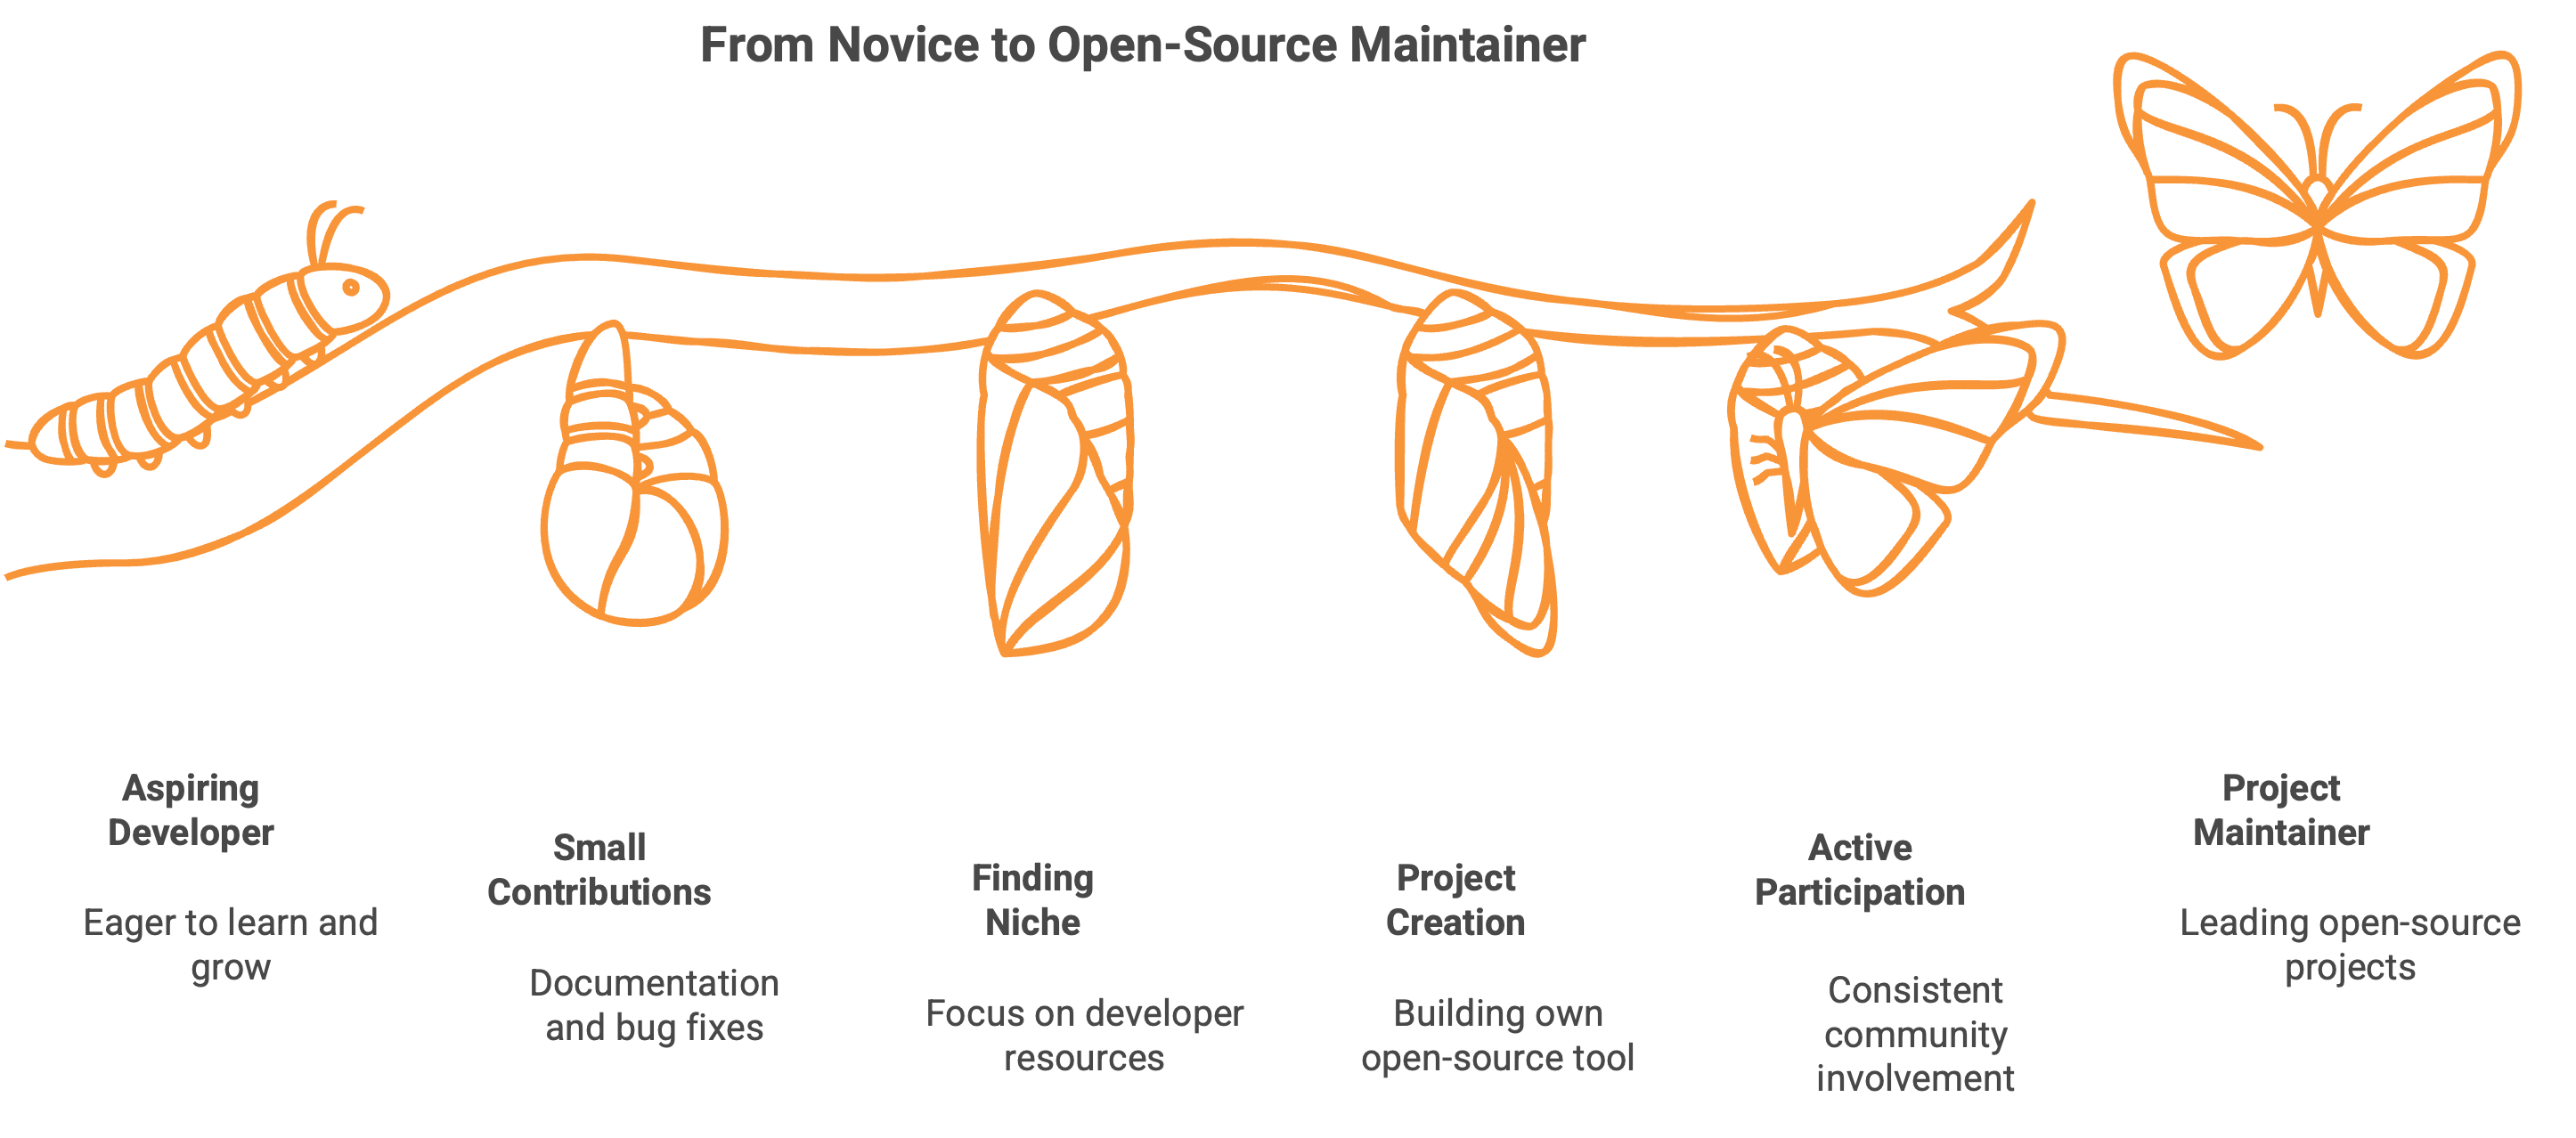 From Novice to Open-Source Maintainer
Aspiring
Developer
Eager to learn and
grow
Small
Contributions
Documentation
and bug fixes
Finding
Niche
Focus on developer
resources
Project
Creation
Building own
open-source tool
Active
Participation
Consistent
community
involvement
Project
Maintainer
Leading open-source
projects